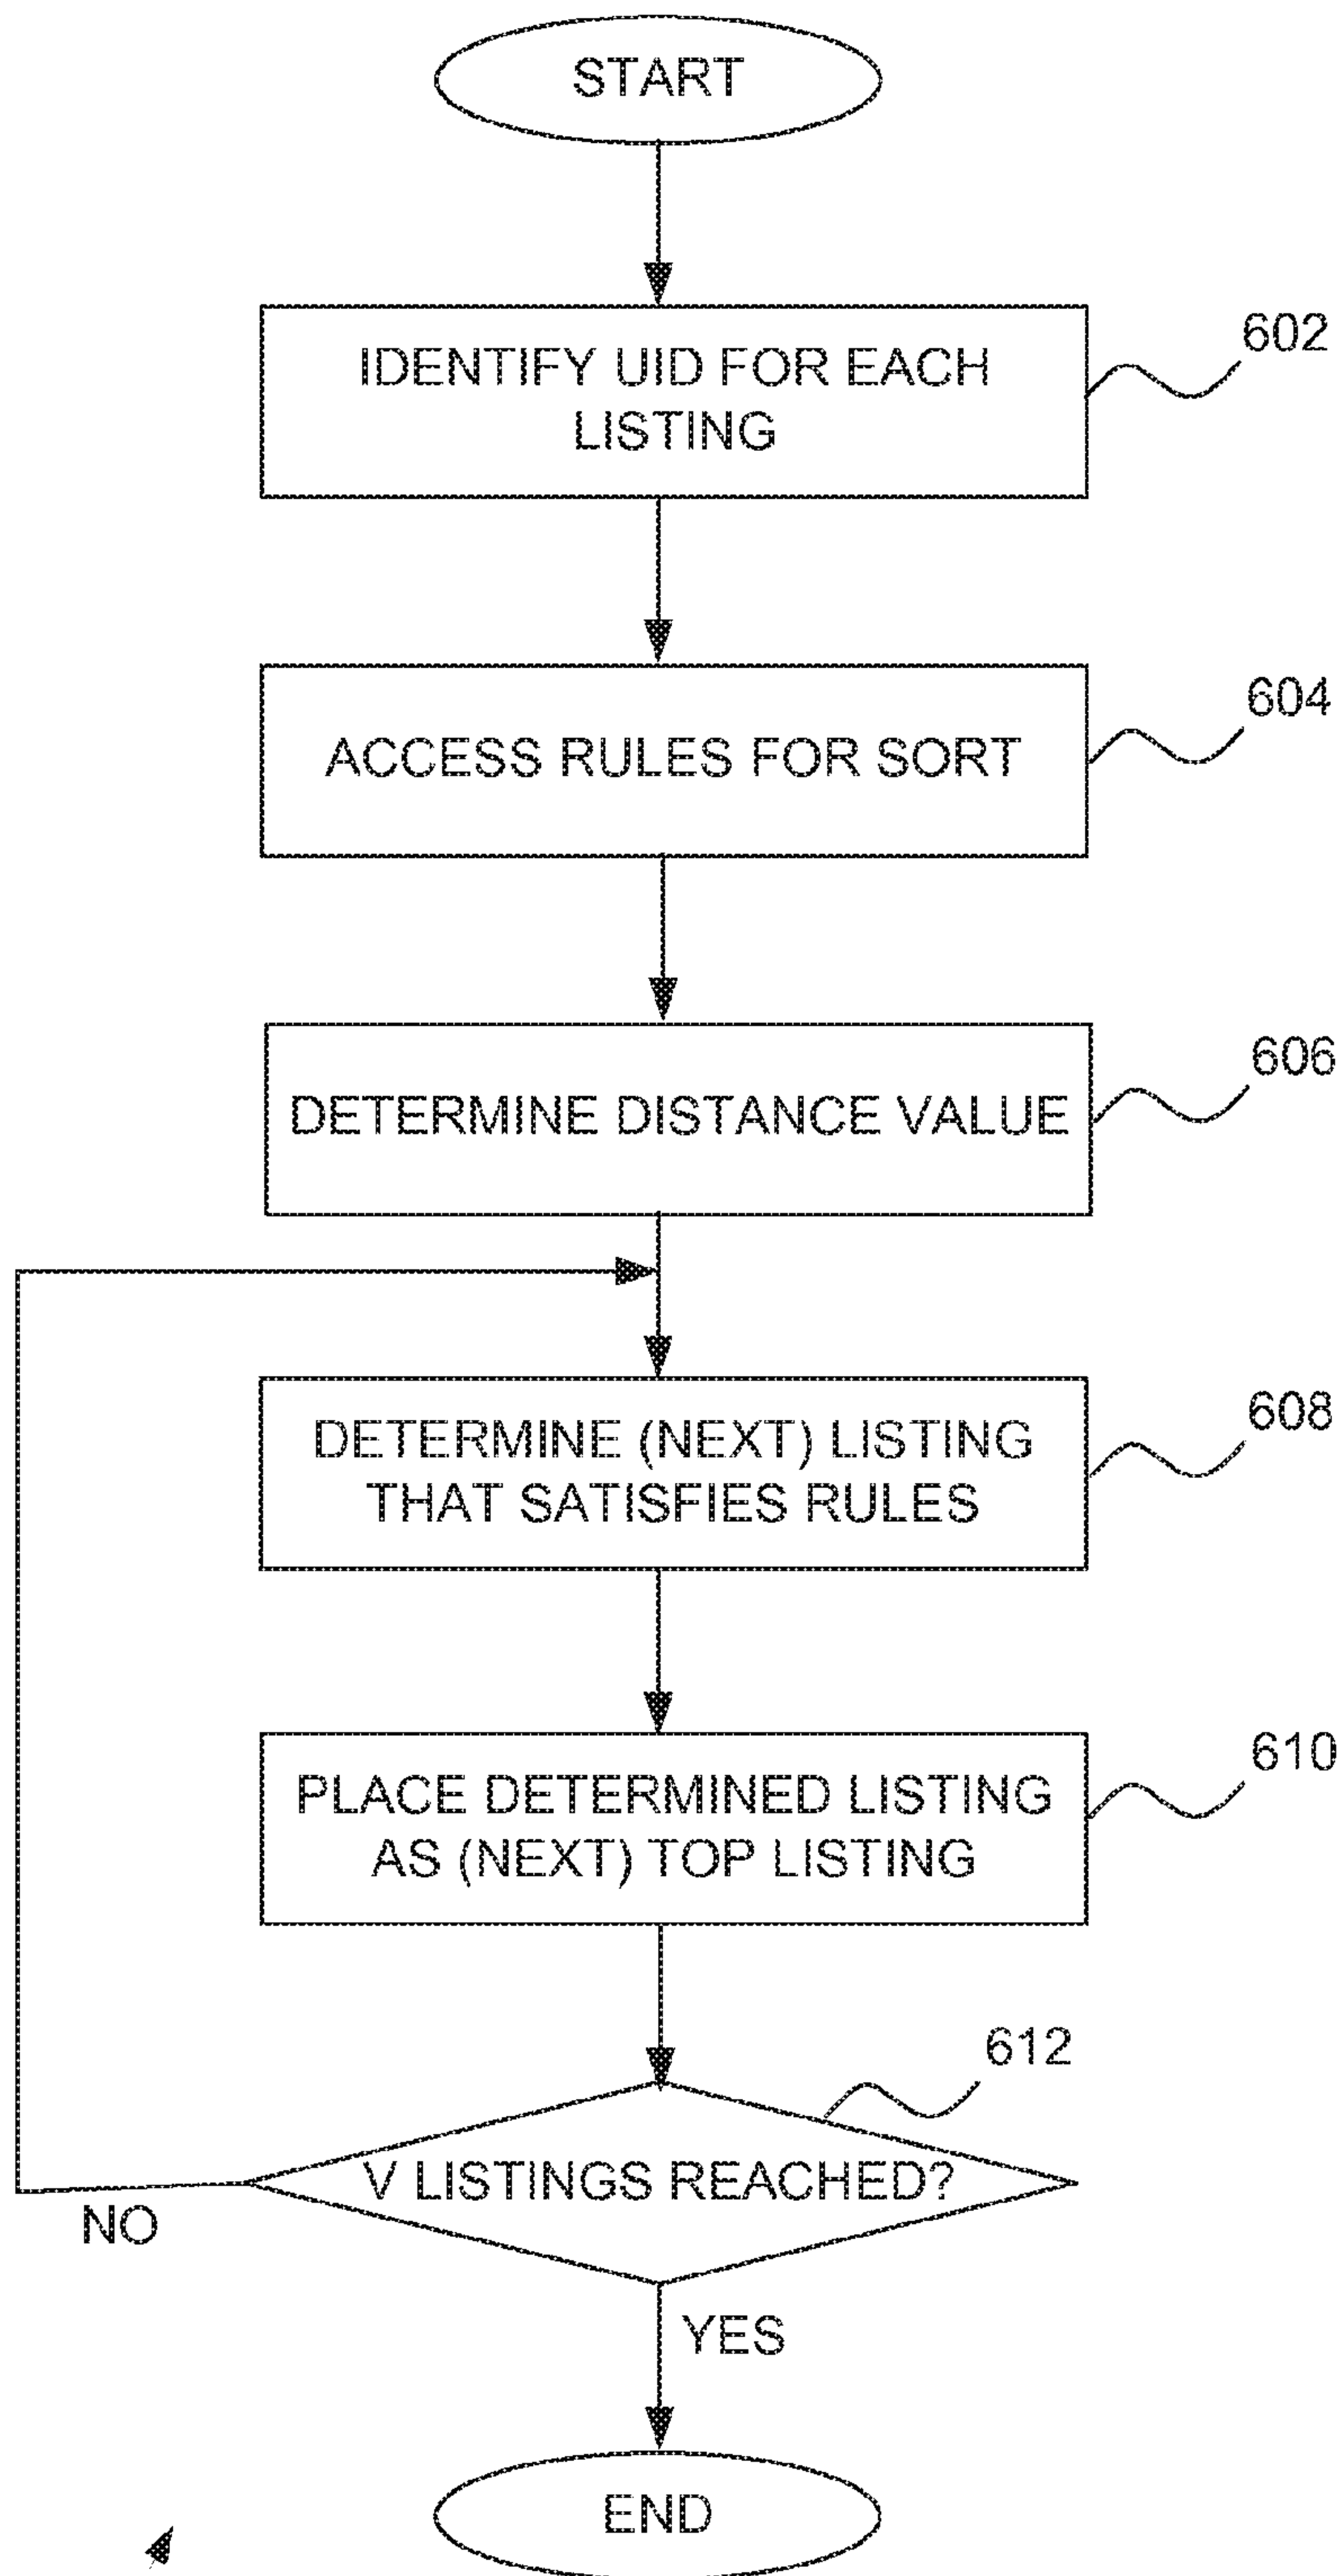 START
IDENTIFY UID FOR EACH
LISTING
602
ACCESS RULES FOR SORT
604
DETERMINE DISTANCE VALUE
606
DETERMINE (NEXT) LISTING
THAT SATISFIES RULES
608
PLACE DETERMINED LISTING
AS (NEXT) TOP LISTING
610
612
V LISTINGS REACHED?
NO
YES
END